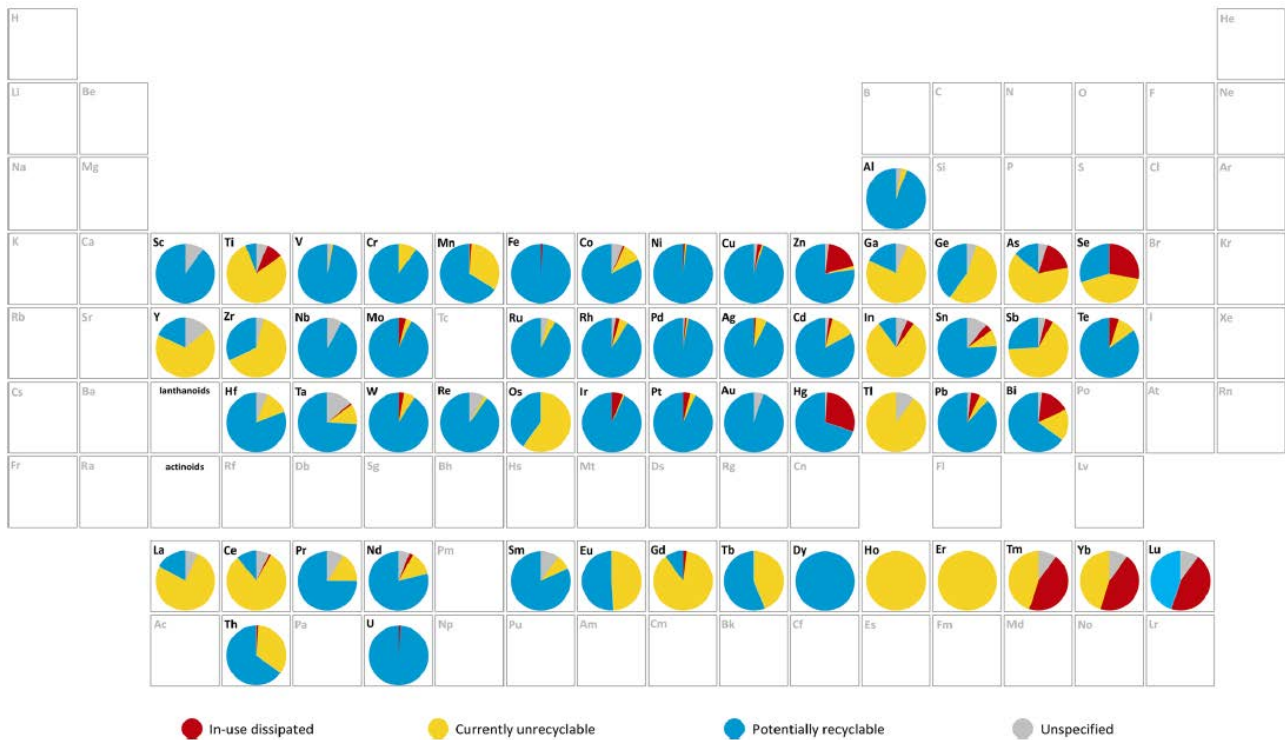 H He
Li Be B C N O F Ne
Na Mg Al Si P S Cl Ar
K Ca Sc Ti V Cr Mn Fe Co Ni Cu Zn Ga Ge As Se Br Kr
Rb Sr Y Zr Nb Mo Tc Ru Rh Pd Ag Cd In Sn Sb Te I Xe
Cs Ba lanthanoids Hf Ta W Re Os Ir Pt Au Hg Tl Pb Bi Po At Rn
Fr Ra actinoids Rf Db Sg Bh Hs Mt Ds Rg Cn Fl Lv
La Ce Pr Nd Pm Sm Eu Gd Tb Dy Ho Er Tm Yb Lu
Ac Th Pa U Np Pu Am Cm Bk Cf Es Fm Md No Lr
In-use dissipated Currently unrecyclable Potentially recyclable Unspecified